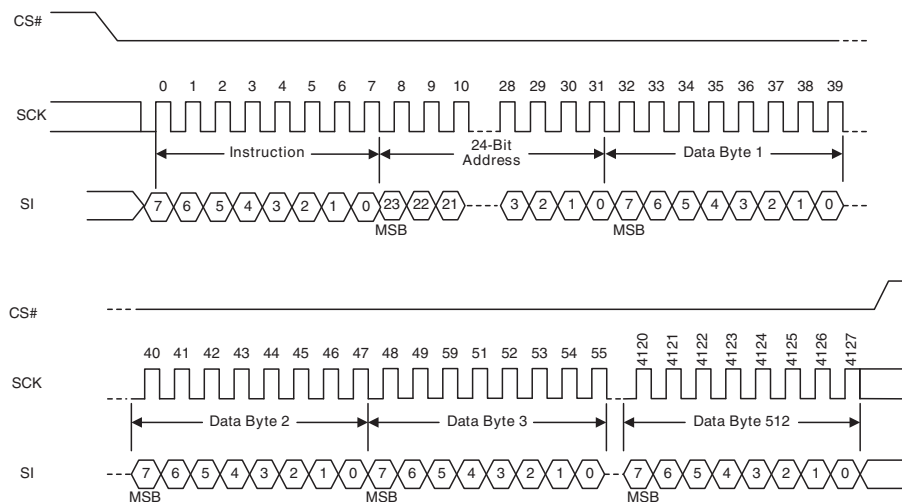 CS#
0 1 2 3 4 5 6 7 8 9 10 28 29 30 31 32 33 34 35 36 37 38 39
SCK
Instruction
24-Bit
Address
Data Byte 1
SI
7 6 5 4 3 2 1 0 23 22 21 3 2 1 0 7 6 5 4 3 2 1 0
MSB MSB
CS#
40 41 42 43 44 45 46 47 48 49 59 51 52 53 54 55 4120 4121 4122 4123 4124 4125 4126 4127
SCK
Data Byte 2 Data Byte 3 Data Byte 512
SI
7 6 5 4 3 2 1 0 7 6 5 4 3 2 1 0 7 6 5 4 3 2 1 0
MSB MSB MSB